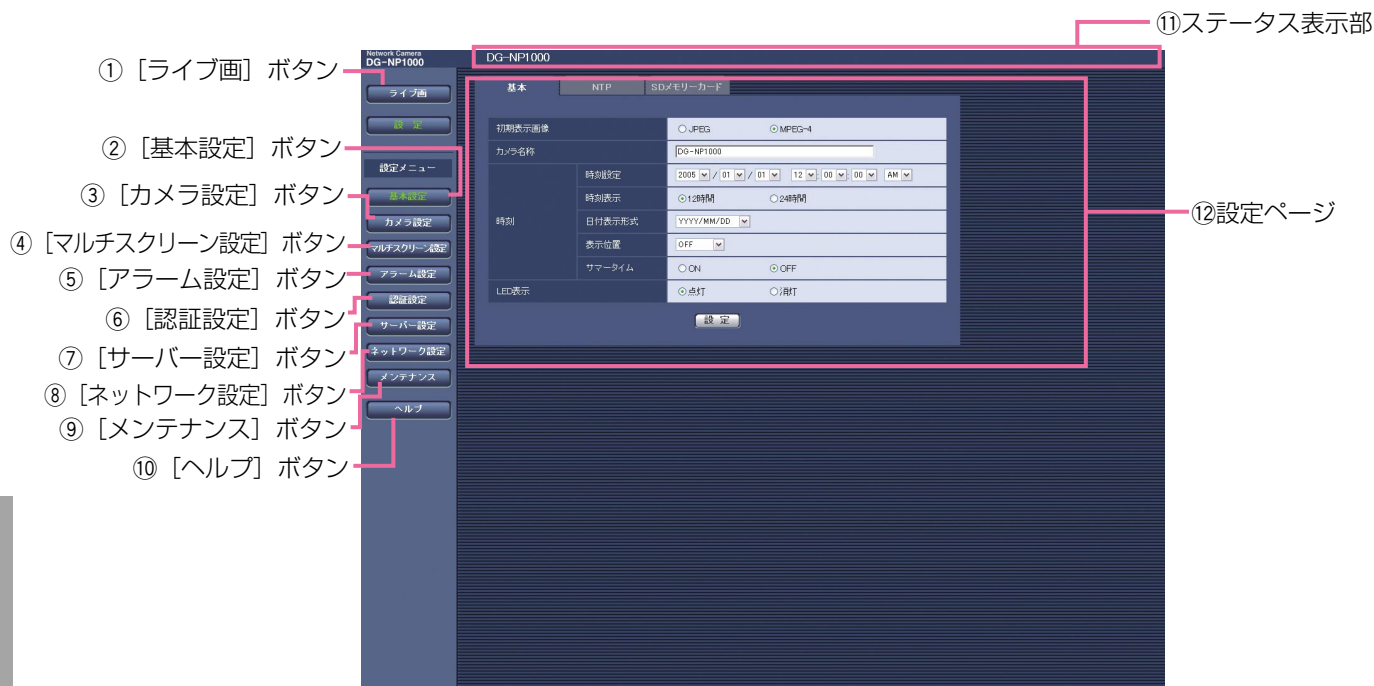 ⑪ステータス表示部
① [ライブ画] ボタン
② [基本設定] ボタン
③ [カメラ設定] ボタン
④ [マルチスクリーン設定] ボタン
⑤ [アラーム設定] ボタン
⑥ [認証設定] ボタン
⑦ [サーバー設定] ボタン
⑧ [ネットワーク設定] ボタン
⑨ [メンテナンス] ボタン
⑩ [ヘルプ] ボタン
Network Camera
DG-NP1000
ライブ画
設 定
設定メニュー
基本設定
カメラ設定
マルチスクリーン設定
アラーム設定
認証設定
サーバー設定
ネットワーク設定
メンテナンス
ヘルプ
DG-NP1000
基本 NTP SDメモリーカード
初期表示画像 JPEG MPEG-4
カメラ名称 DG-NP1000
時刻
時刻設定 2005 / 01 / 01 12 : 00 : 00 AM
時刻表示 12時間 24時間
日付表示形式 YYYY/MM/DD
表示位置 OFF
サマータイム ON OFF
LED表示 点灯 消灯
設 定
⑫設定ページ